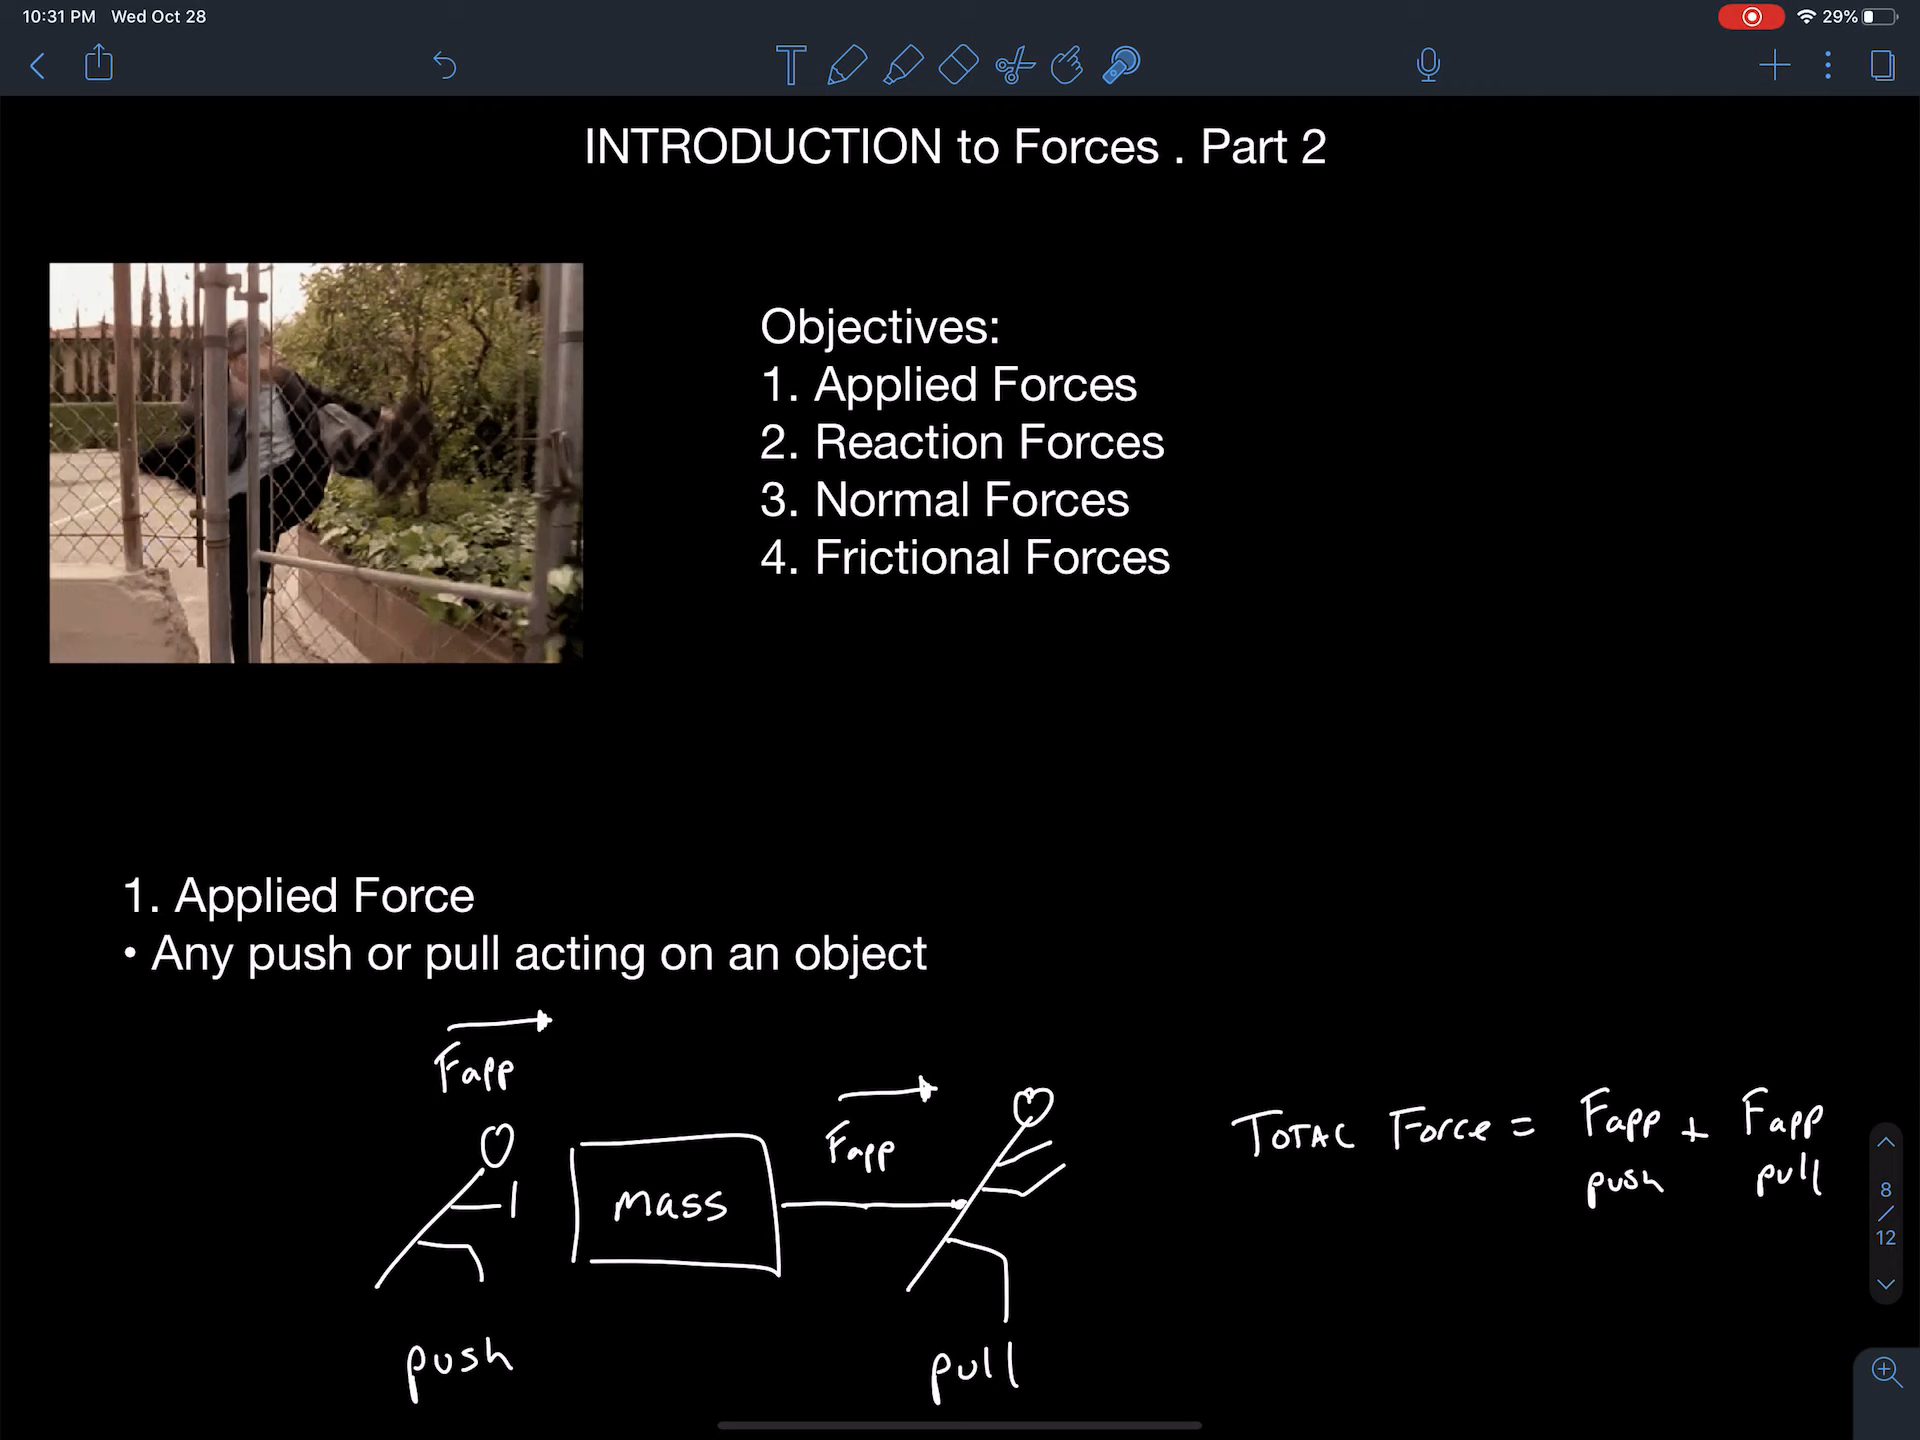 10:31 PM Wed Oct 28
29%
INTRODUCTION to Forces . Part 2
Objectives:
1. Applied Forces
2. Reaction Forces
3. Normal Forces
4. Frictional Forces
1. Applied Force
• Any push or pull acting on an object
Fapp
Fapp
mass
push
pull
TOTAL Force = Fapp + Fapp
push pull
8
/
12